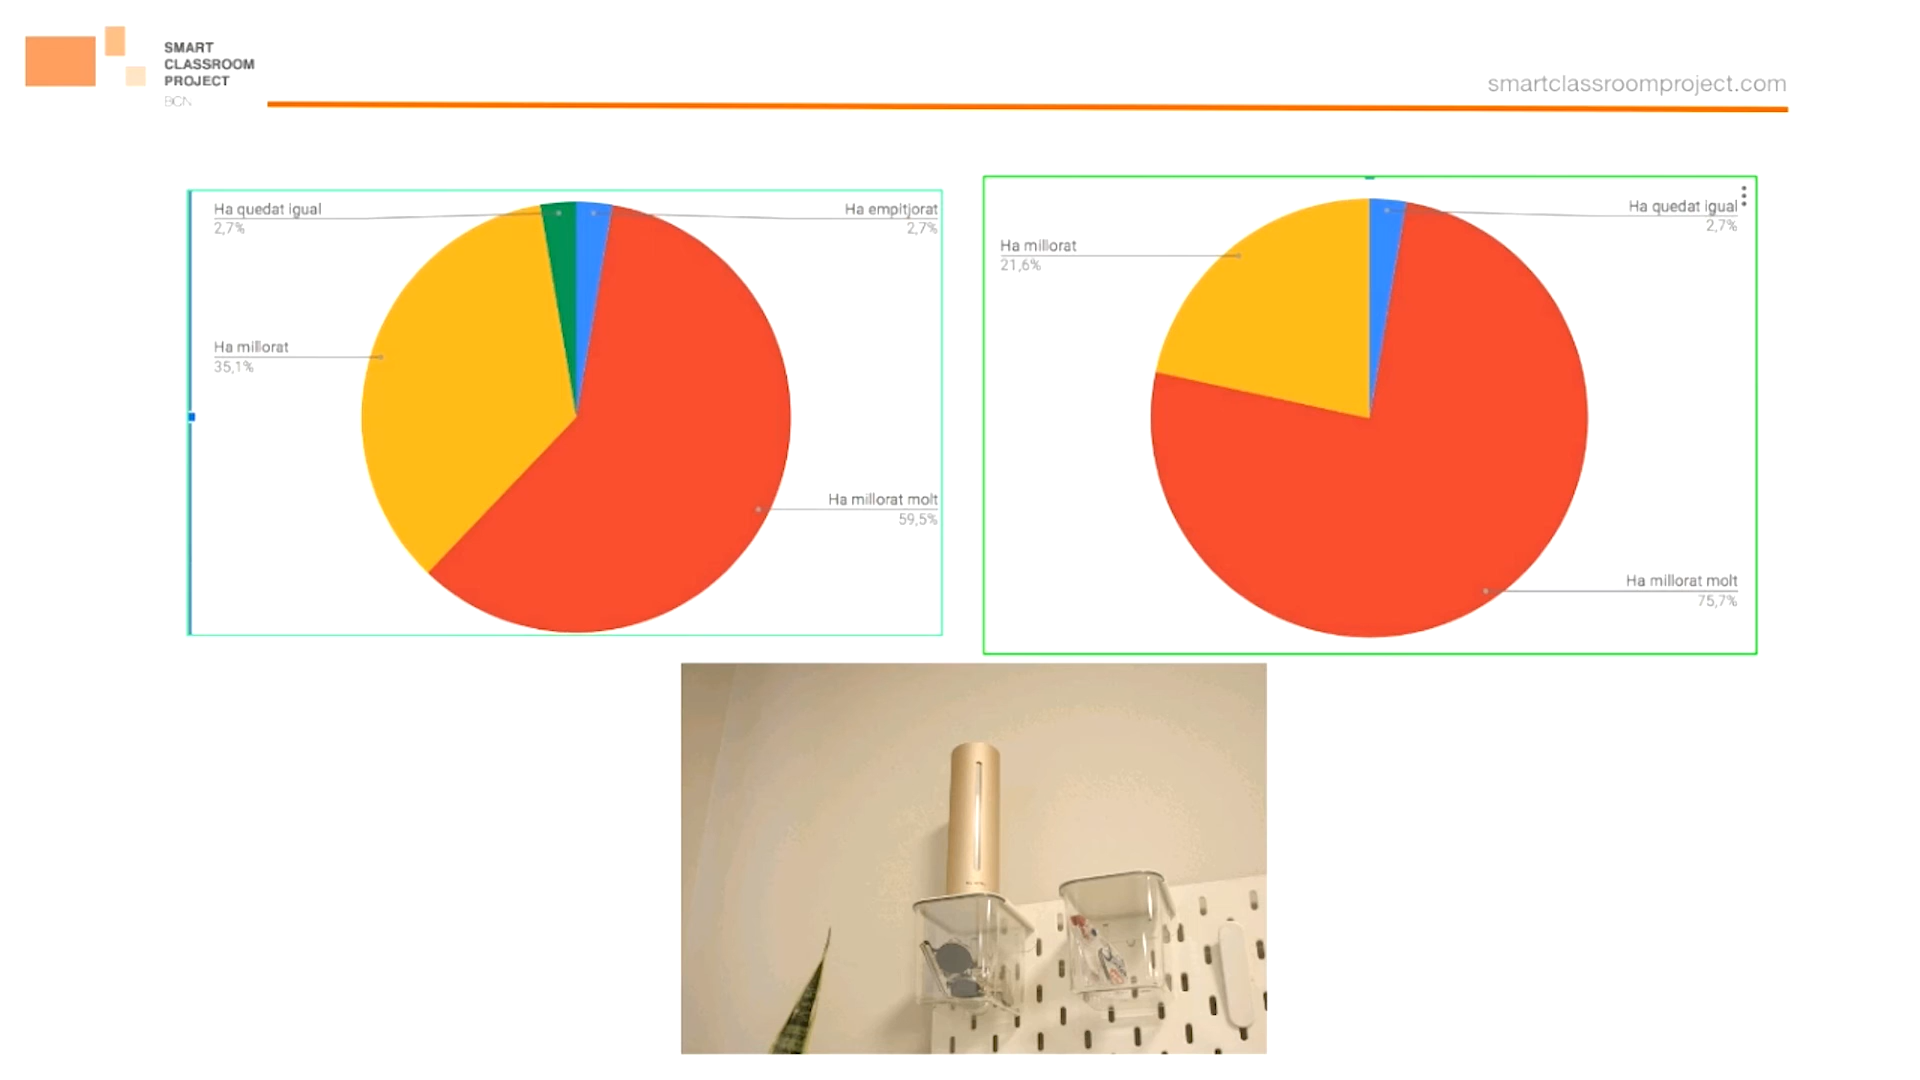 SMART
CLASSROOM
PROJECT
BCN
smartclassroomproject.com
Ha quedat igual
2,7%
Ha empitjorat
2,7%
Ha millorat
35,1%
Ha millorat molt
59,5%
Ha quedat igual
2,7%
Ha millorat
21,6%
Ha millorat molt
75,7%